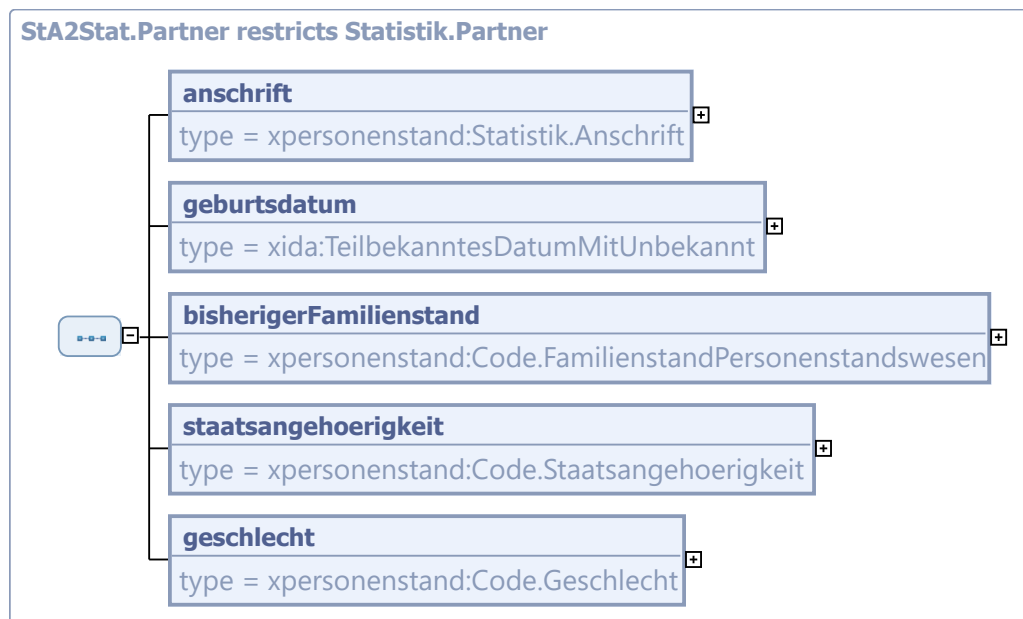 StA2Stat.Partner restricts Statistik.Partner
anschrift
type = xpersonenstand:Statistik.Anschrift
geburtsdatum
type = xida:TeilbekanntesDatumMitUnbekannt
bisherigerFamilienstand
type = xpersonenstand:Code.FamilienstandPersonenstandswesen
staatsangehoerigkeit
type = xpersonenstand:Code.Staatsangehoerigkeit
geschlecht
type = xpersonenstand:Code.Geschlecht